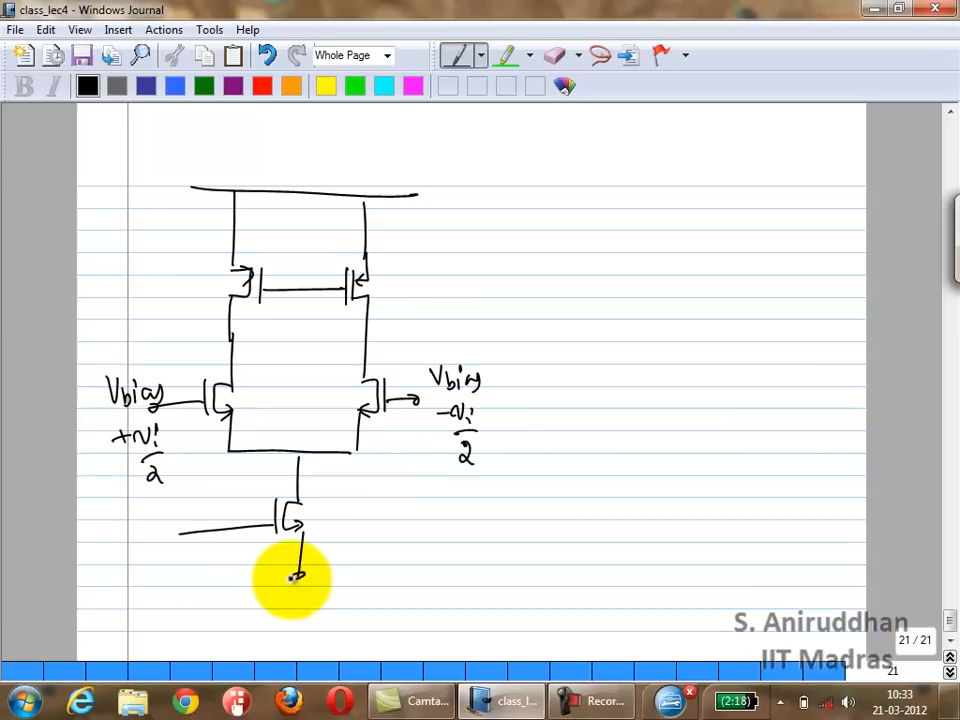 class_lec4 - Windows Journal
File Edit View Insert Actions Tools Help
Whole Page
B I
Vbias
+vi
2
Vbias
-vi
2
S. Aniruddhan
IIT Madras
21 / 21
21
Camta...
class_l...
Recor...
(2:18)
10:33
21-03-2012